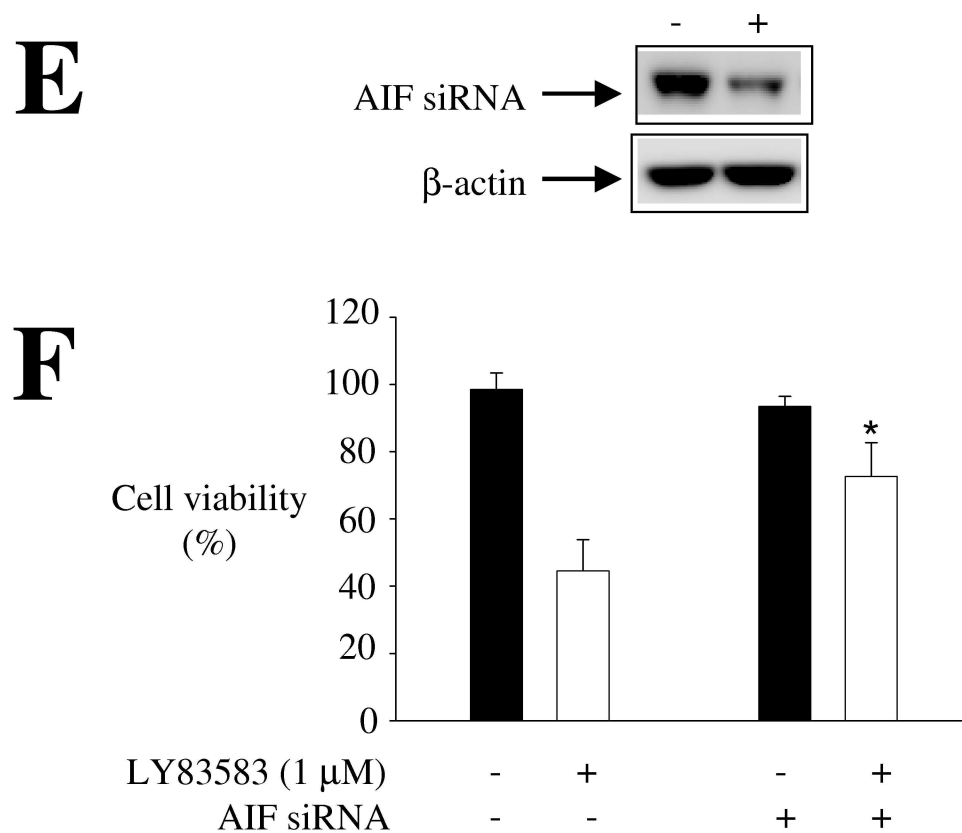 E
- +
AIF siRNA
β-actin
F
120
100
80
60
40
20
0
Cell viability
(%)
*
LY83583 (1 μM) - + - +
AIF siRNA - - + +